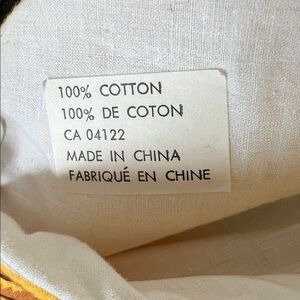 100% COTTON
100% DE COTON
CA 04122
MADE IN CHINA
FABRIQUÉ EN CHINE